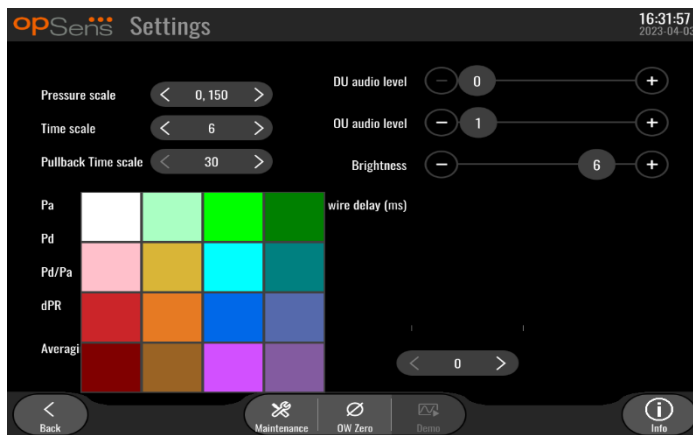 opSens Settings
16:31:57
2023-04-03
Pressure scale < 0, 150 >
Time scale < 6 >
Pullback Time scale < 30 >
DU audio level − 0 +
OU audio level − 1 +
Brightness − 6 +
Pa
Pd
Pd/Pa
dPR
Averagi
wire delay (ms)
< 0 >
Back
Maintenance
OW Zero
Demo
Info